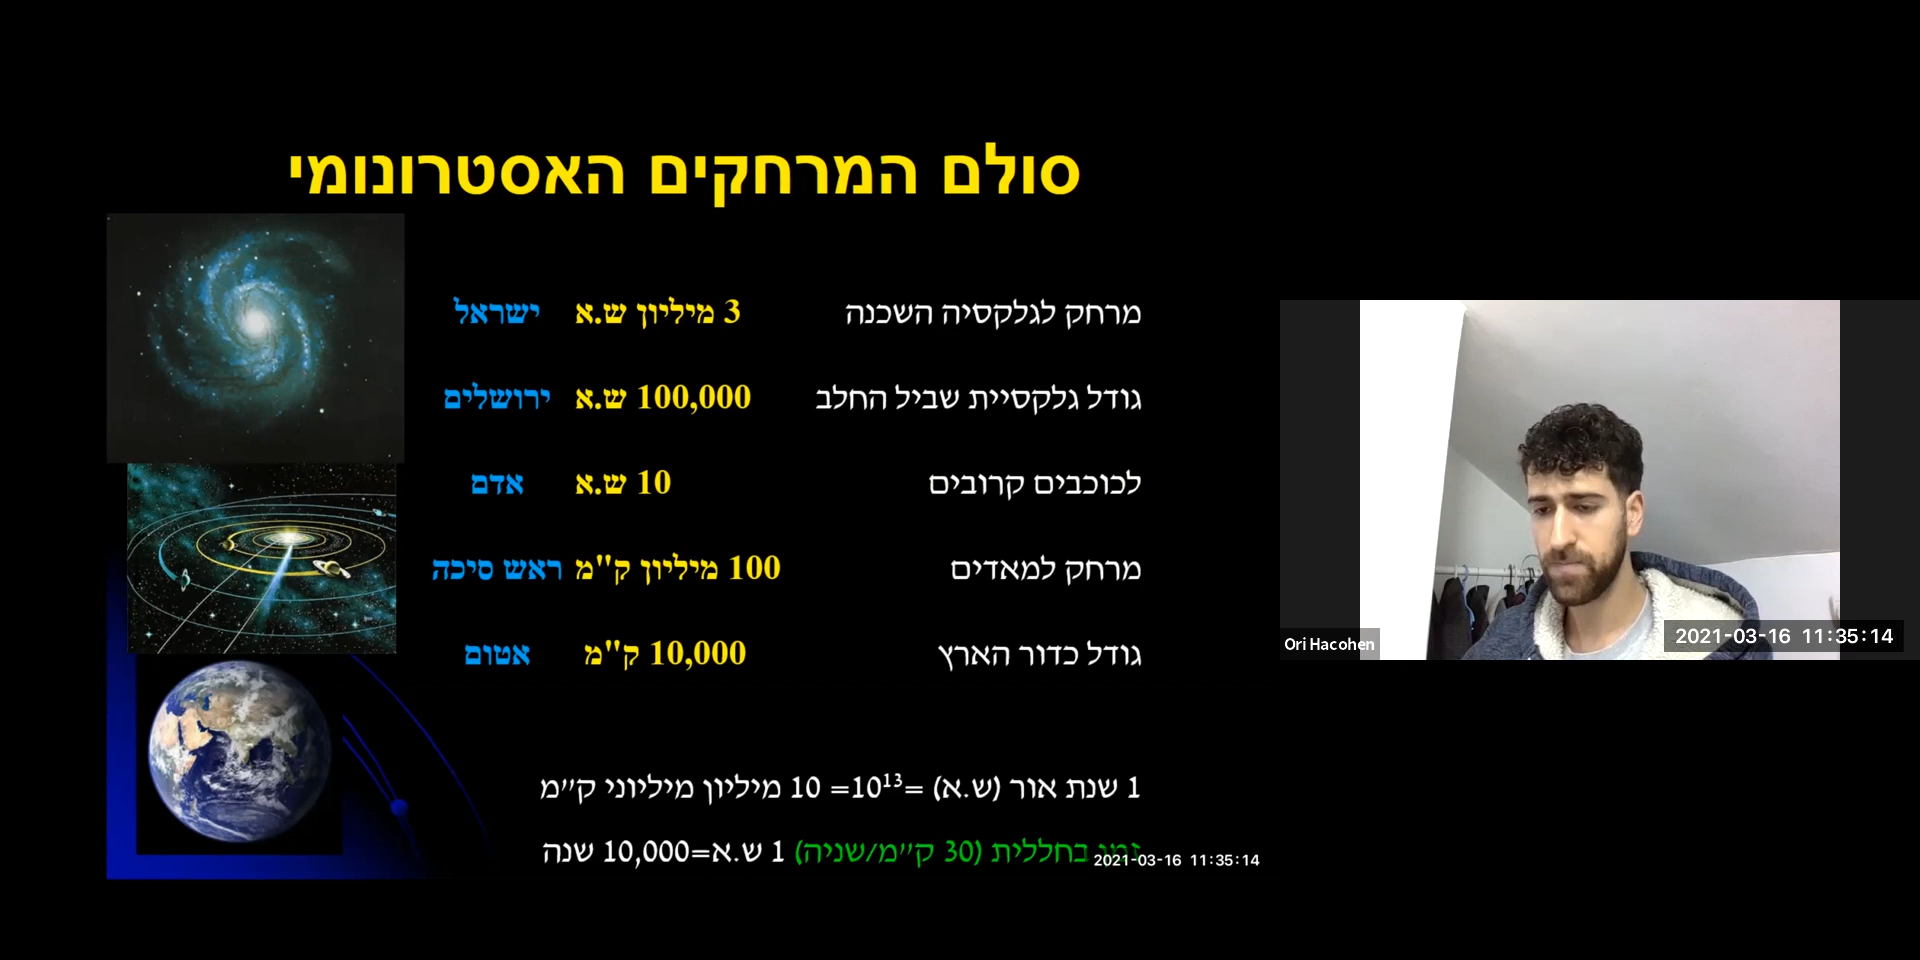 סולם המרחקים האסטרונומי
מרחק לגלקסיה השכנה 3 מיליון ש.א ישראל
גודל גלקסיית שביל החלב 100,000 ש.א ירושלים
לכוכבים קרובים 10 ש.א אדם
מרחק למאדים 100 מיליון ק"מ ראש סיכה
גודל כדור הארץ 10,000 ק"מ אטום
1 שנת אור (ש.א) =10¹³= 10 מיליון מיליוני ק״מ
זמן בחללית (30 ק״מ/שניה) 1 ש.א=10,000 שנה
2021-03-16 11:35:14
Ori Hacohen
2021-03-16 11:35:14